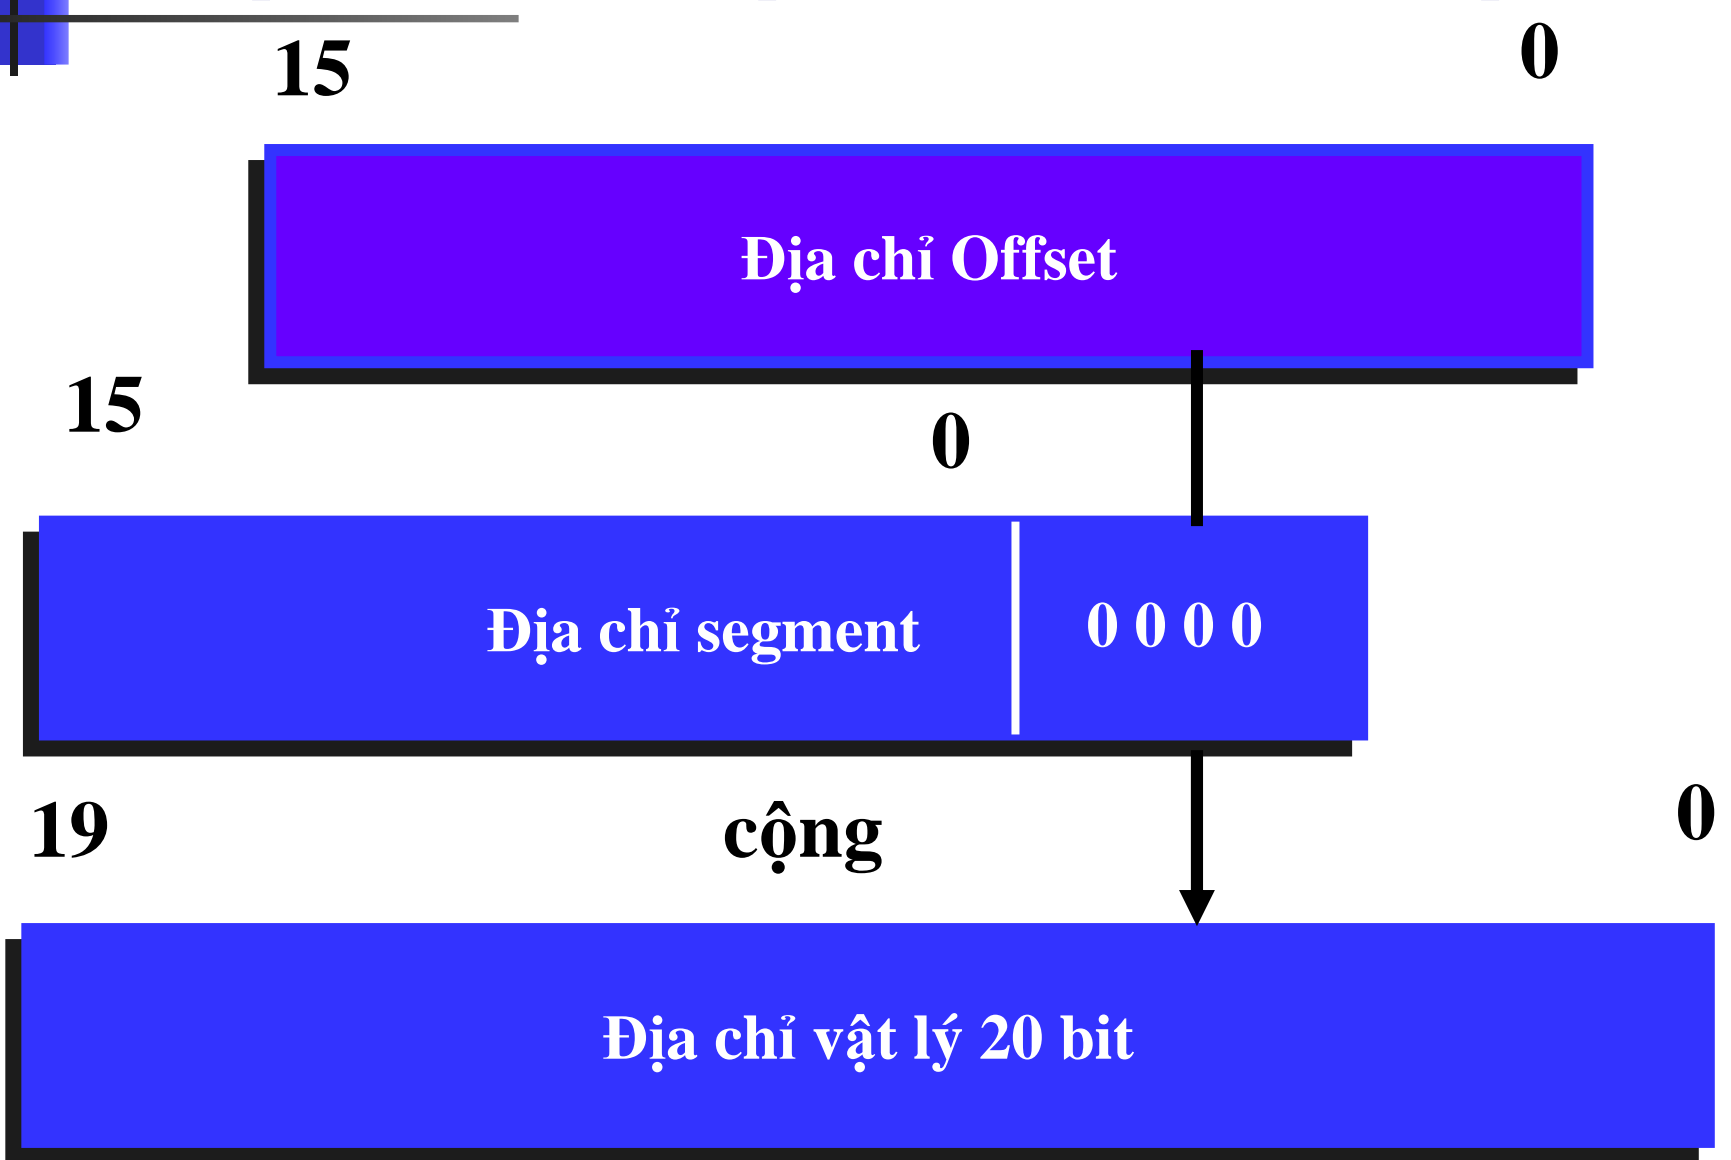 15 0
Địa chỉ Offset
15 0
Địa chỉ segment 0 0 0 0
19 cộng 0
Địa chỉ vật lý 20 bit